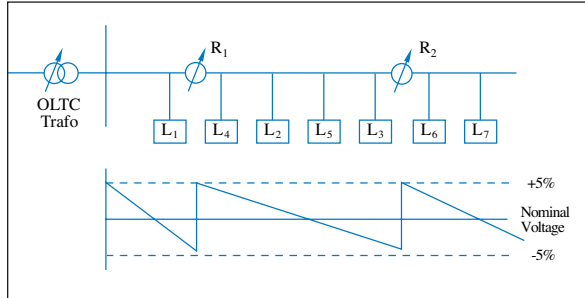 R₁
R₂
OLTC
Trafo
L₁
L₄
L₂
L₅
L₃
L₆
L₇
+5%
Nominal
Voltage
-5%